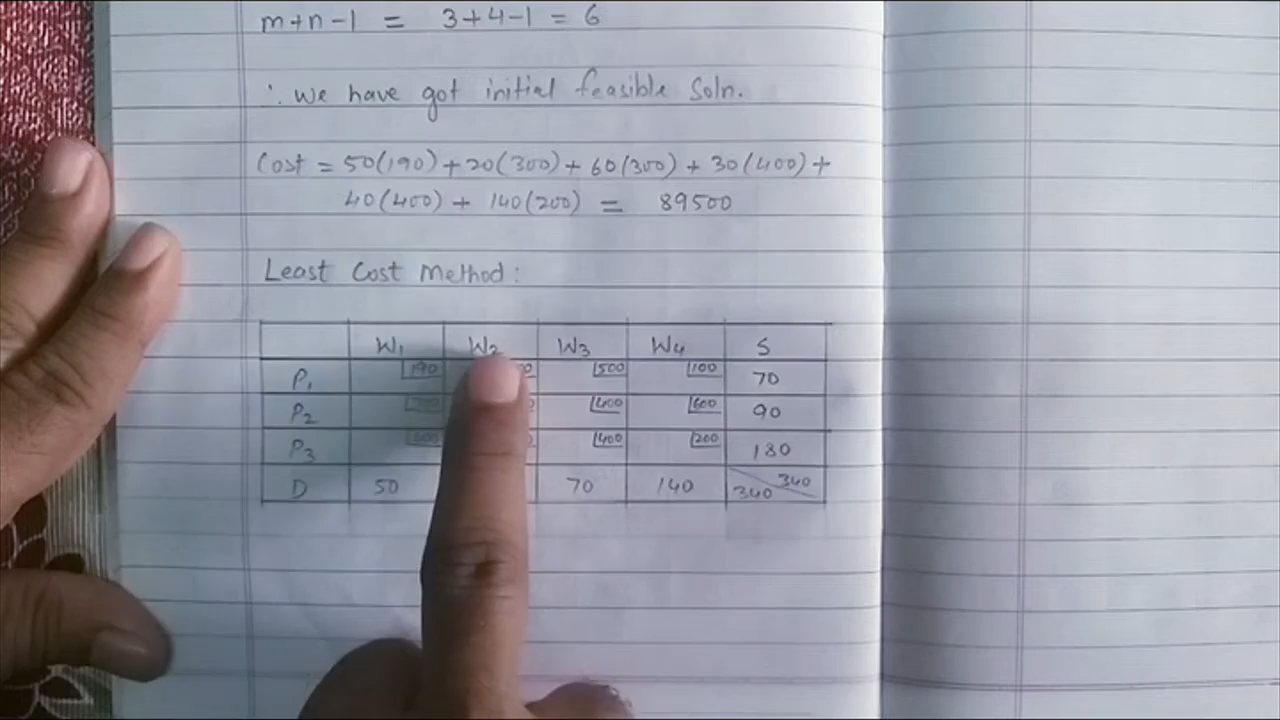 m+n-1 = 3+4-1 = 6
∴ We have got initial feasible Soln.
Cost = 50(190) + 20(300) + 60(300) + 30(400) +
40(400) + 140(200) = 89500
Least Cost Method:
W1 W2 W3 W4 S
P1 190 500 100 70
P2 400 600 90
P3 400 200 180
D 50 70 140 340 340